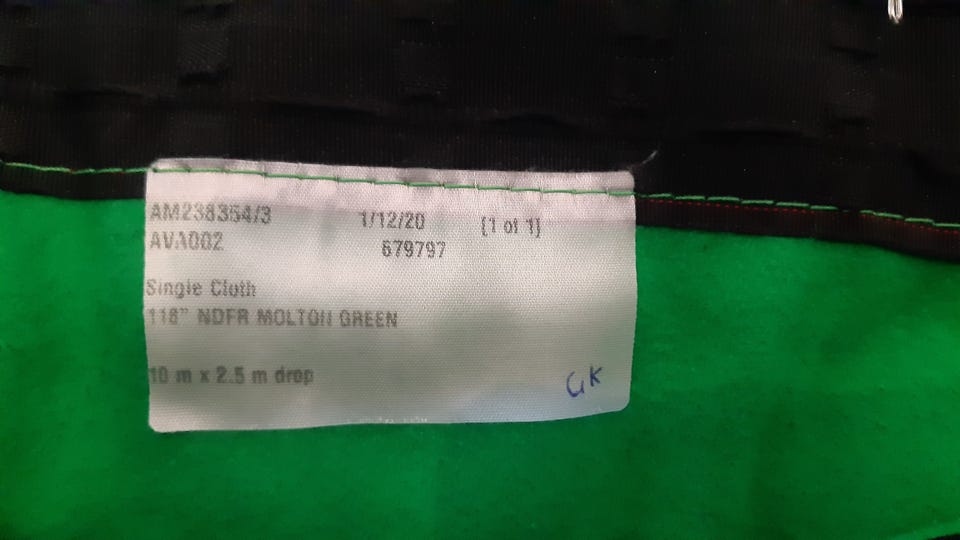 AM238354/3 1/12/20 [1 of 1]
AVA002 679797
Single Cloth
118" NDFR MOLTON GREEN
10 m x 2.5 m drop
GK